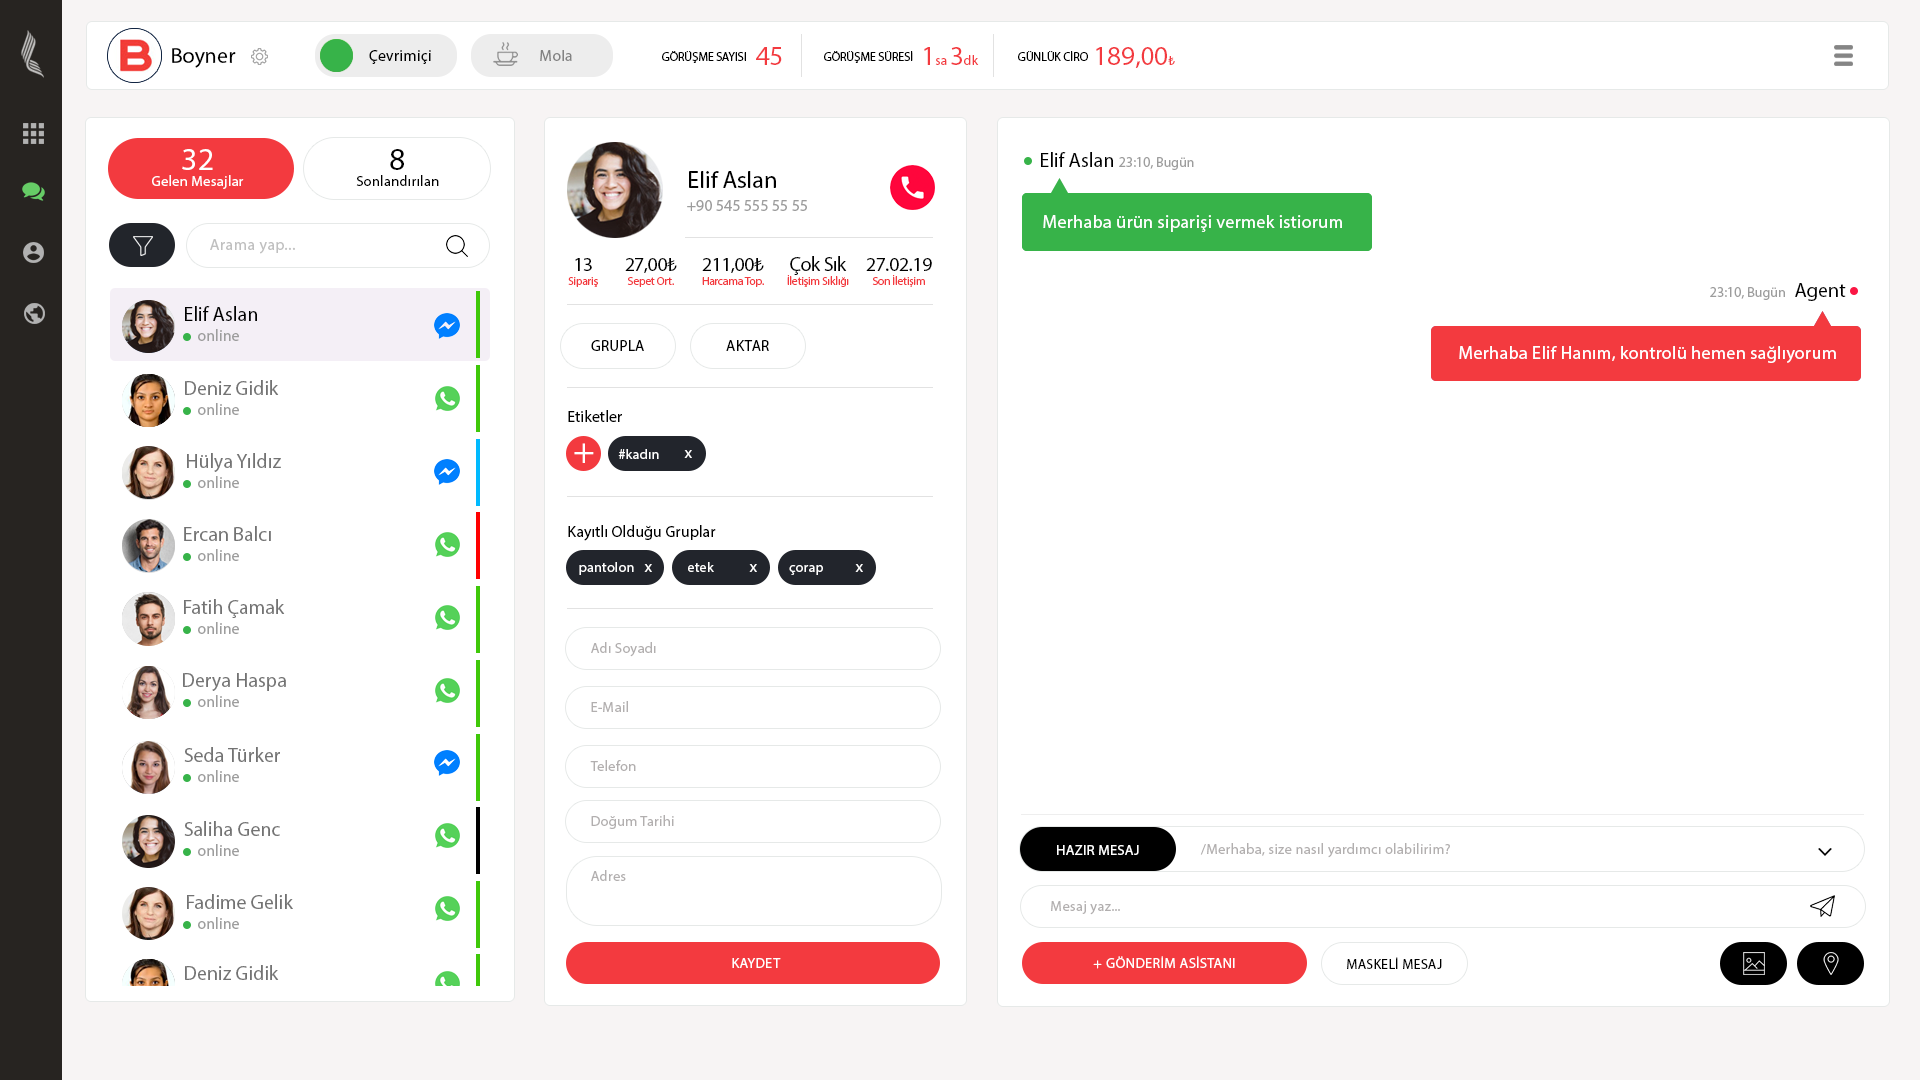 B Boyner
Çevrimiçi
Mola
GÖRÜŞME SAYISI 45
GÖRÜŞME SÜRESİ 1sa 3dk
GÜNLÜK CİRO 189,00₺
32
Gelen Mesajlar
8
Sonlandırılan
Arama yap...
Elif Aslan
online
Deniz Gidik
online
Hülya Yıldız
online
Ercan Balcı
online
Fatih Çamak
online
Derya Haspa
online
Seda Türker
online
Saliha Genc
online
Fadime Gelik
online
Deniz Gidik
Elif Aslan
+90 545 555 55 55
13 27,00₺ 211,00₺ Çok Sık 27.02.19
Sipariş Sepet Ort. Harcama Top. İletişim Sıklığı Son İletişim
GRUPLA AKTAR
Etiketler
#kadın x
Kayıtlı Olduğu Gruplar
pantolon x etek x çorap x
Adı Soyadı
E-Mail
Telefon
Doğum Tarihi
Adres
KAYDET
Elif Aslan 23:10, Bugün
Merhaba ürün siparişi vermek istiorum
23:10, Bugün Agent
Merhaba Elif Hanım, kontrolü hemen sağlıyorum
HAZIR MESAJ /Merhaba, size nasıl yardımcı olabilirim?
Mesaj yaz...
+ GÖNDERİM ASİSTANI MASKELİ MESAJ